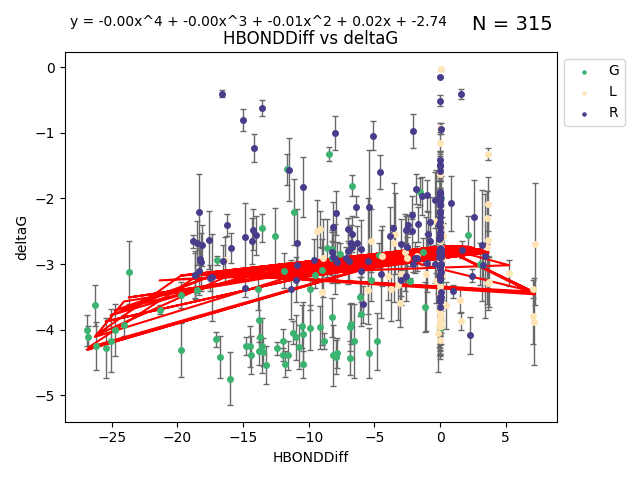 y = -0.00x^4 + -0.00x^3 + -0.01x^2 + 0.02x + -2.74
N = 315
HBONDDiff vs deltaG
G
L
R
deltaG
0
−1
−2
−3
−4
−5
−25
−20
−15
−10
−5
0
5
HBONDDiff